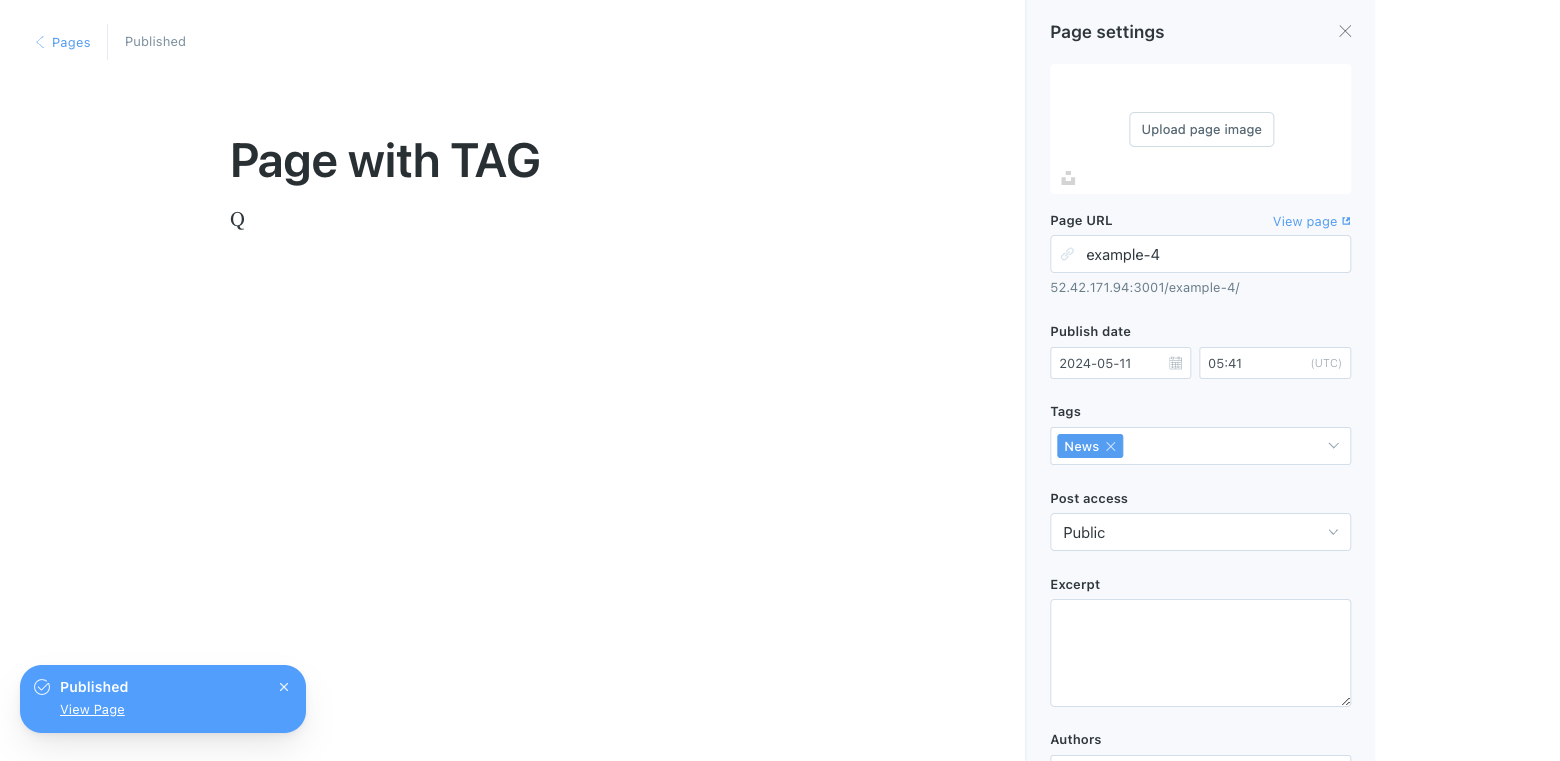 Pages
Published
Page with TAG
Q
Published
View Page
Page settings
Upload page image
Page URL
View page
example-4
52.42.171.94:3001/example-4/
Publish date
2024-05-11
05:41
(UTC)
Tags
News
Post access
Public
Excerpt
Authors